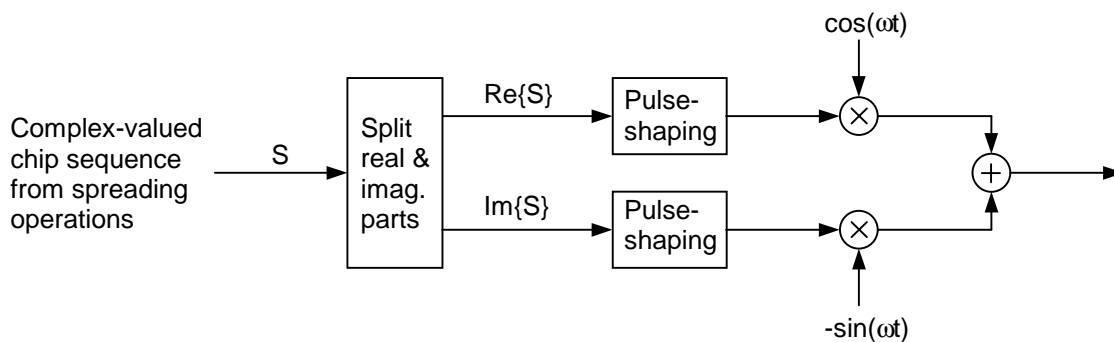 cos(ωt)
Complex-valued
chip sequence
from spreading
operations
S
Split
real &
imag.
parts
Re{S}
Pulse-
shaping
Im{S}
Pulse-
shaping
-sin(ωt)